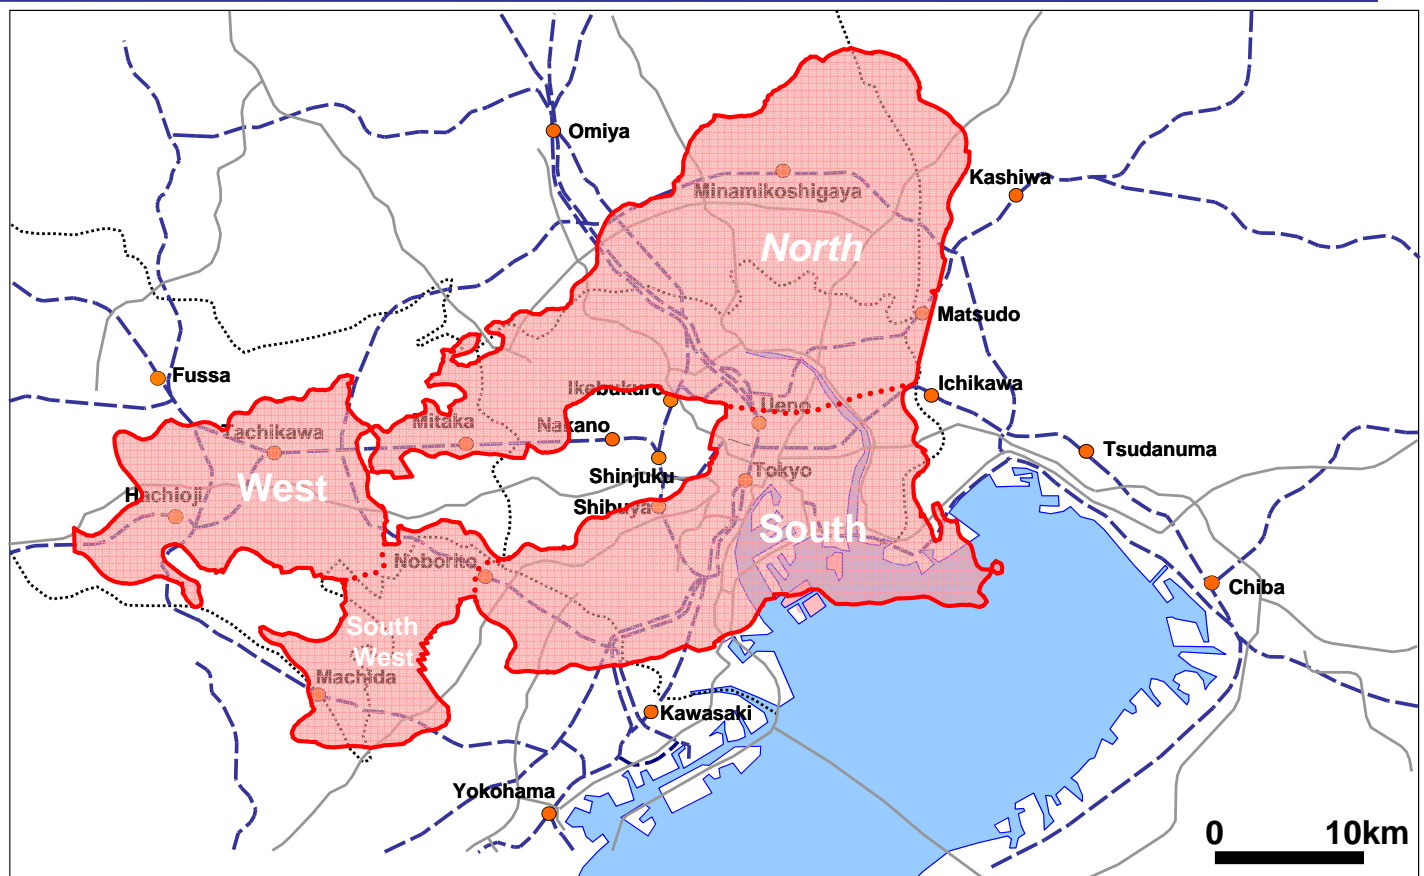 Omiya
Kashiwa
Minamikoshigaya
North
Matsudo
Fussa
Ikebukuro
Ichikawa
Ueno
Tachikawa
Mitaka
Nakano
Tsudanuma
Shinjuku
Tokyo
West
Hachioji
Shibuya
South
Noborito
Chiba
South
West
Machida
Kawasaki
Yokohama
0 10km